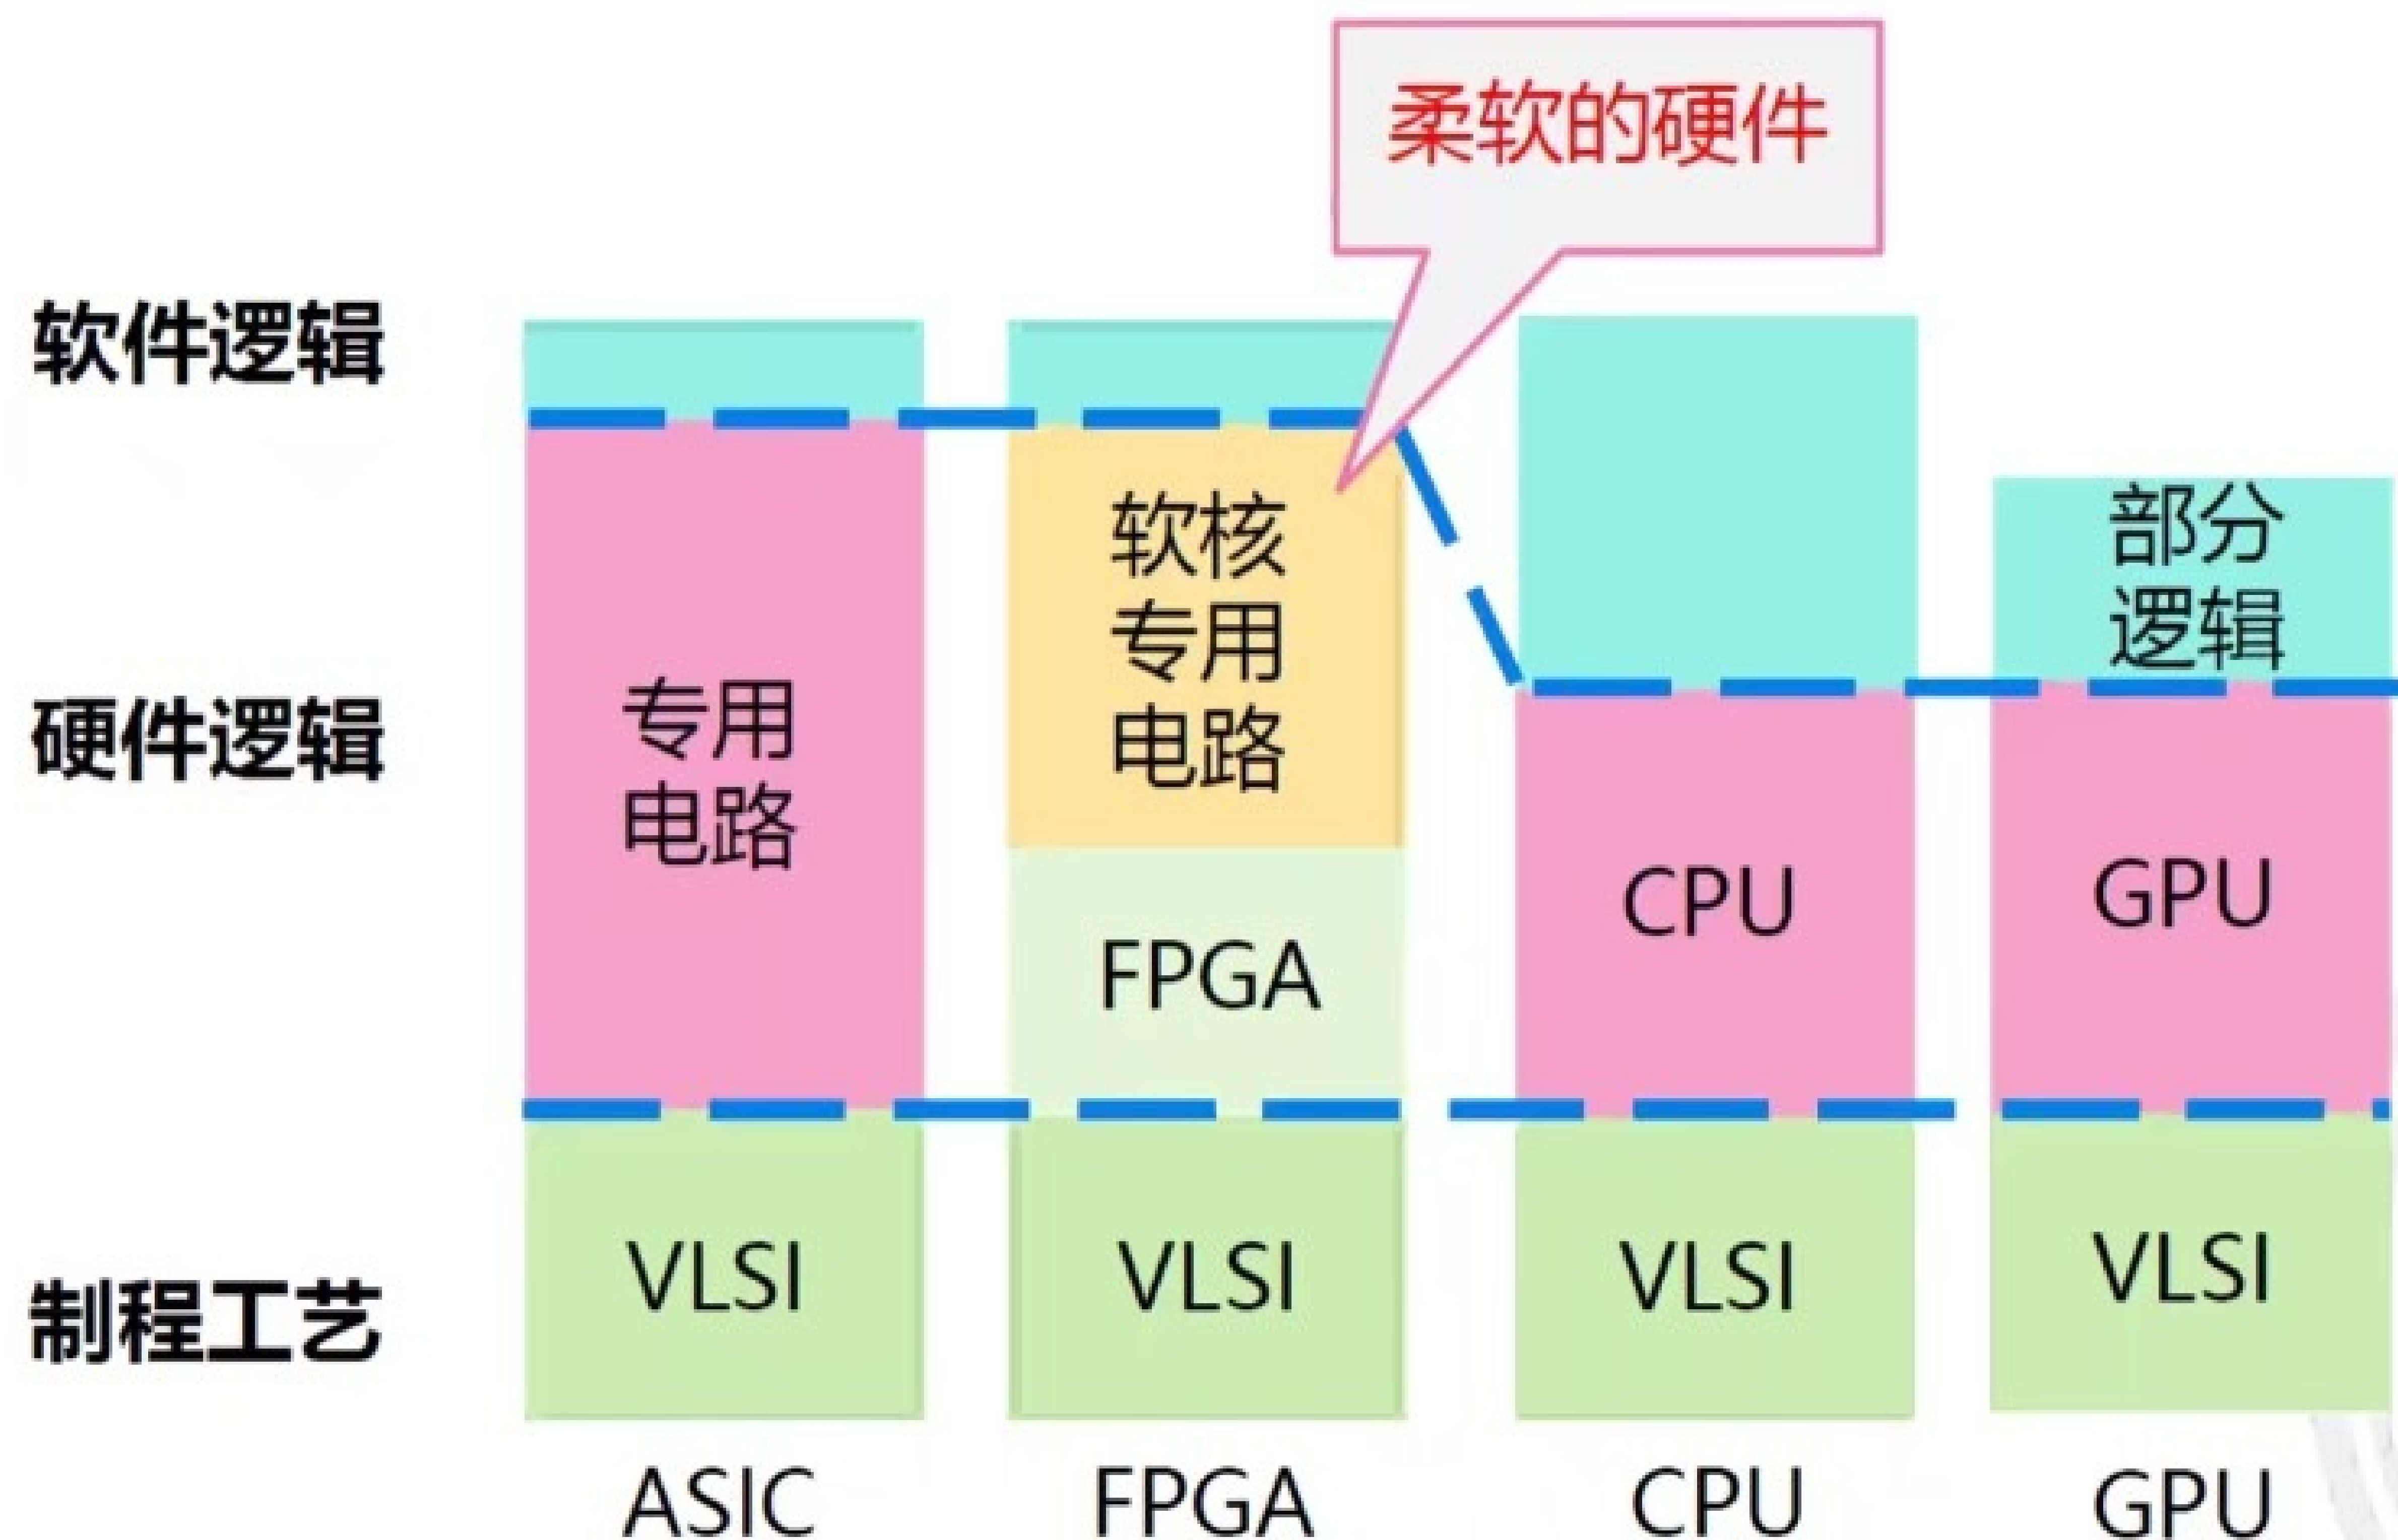 柔软的硬件
软件逻辑
硬件逻辑
制程工艺
专用
电路
VLSI
ASIC
软核
专用
电路
FPGA
VLSI
FPGA
CPU
VLSI
CPU
部分
逻辑
GPU
VLSI
GPU